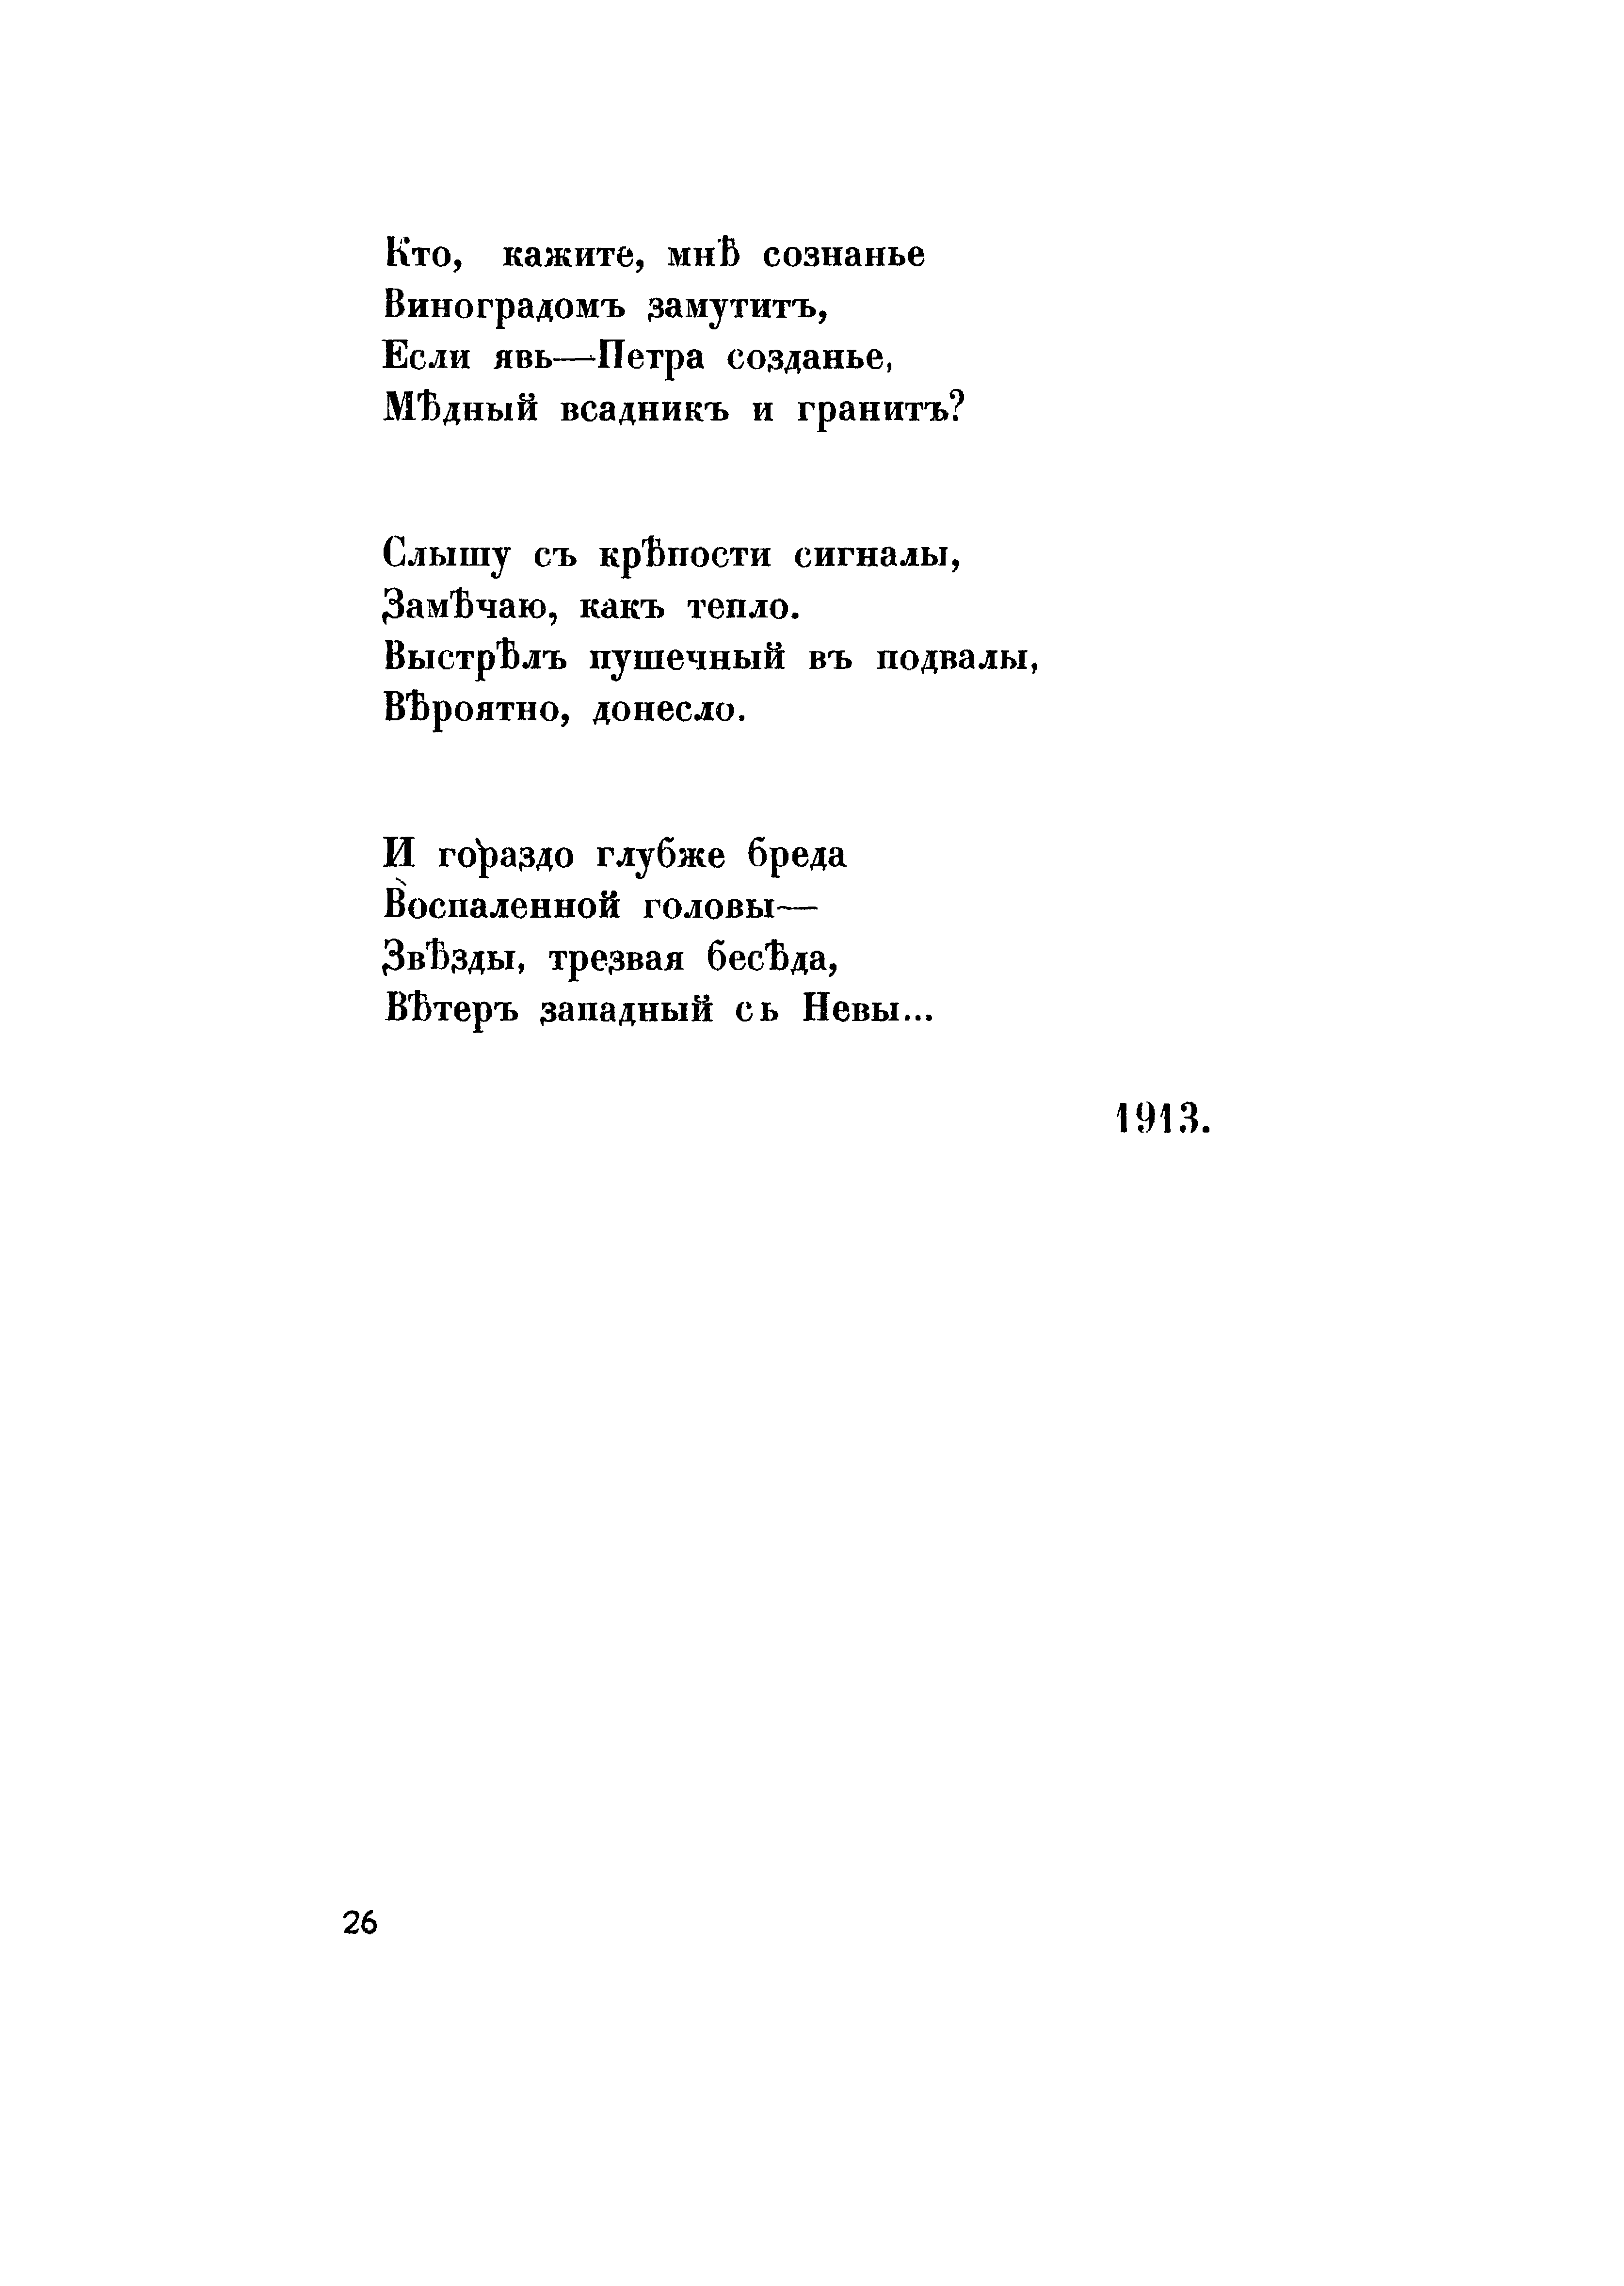 Кто, кажите, мнѣ сознанье
Виноградомъ замутитъ,
Если явь—Петра созданье,
Мѣдный всадникъ и гранитъ?
Слышу съ крѣпости сигналы,
Замѣчаю, какъ тепло.
Выстрѣлъ пушечный въ подвалы,
Вѣроятно, донесло.
И гораздо глубже бреда
Воспаленной головы—
Звѣзды, трезвая бесѣда,
Вѣтеръ западный сь Невы...
1913.
26